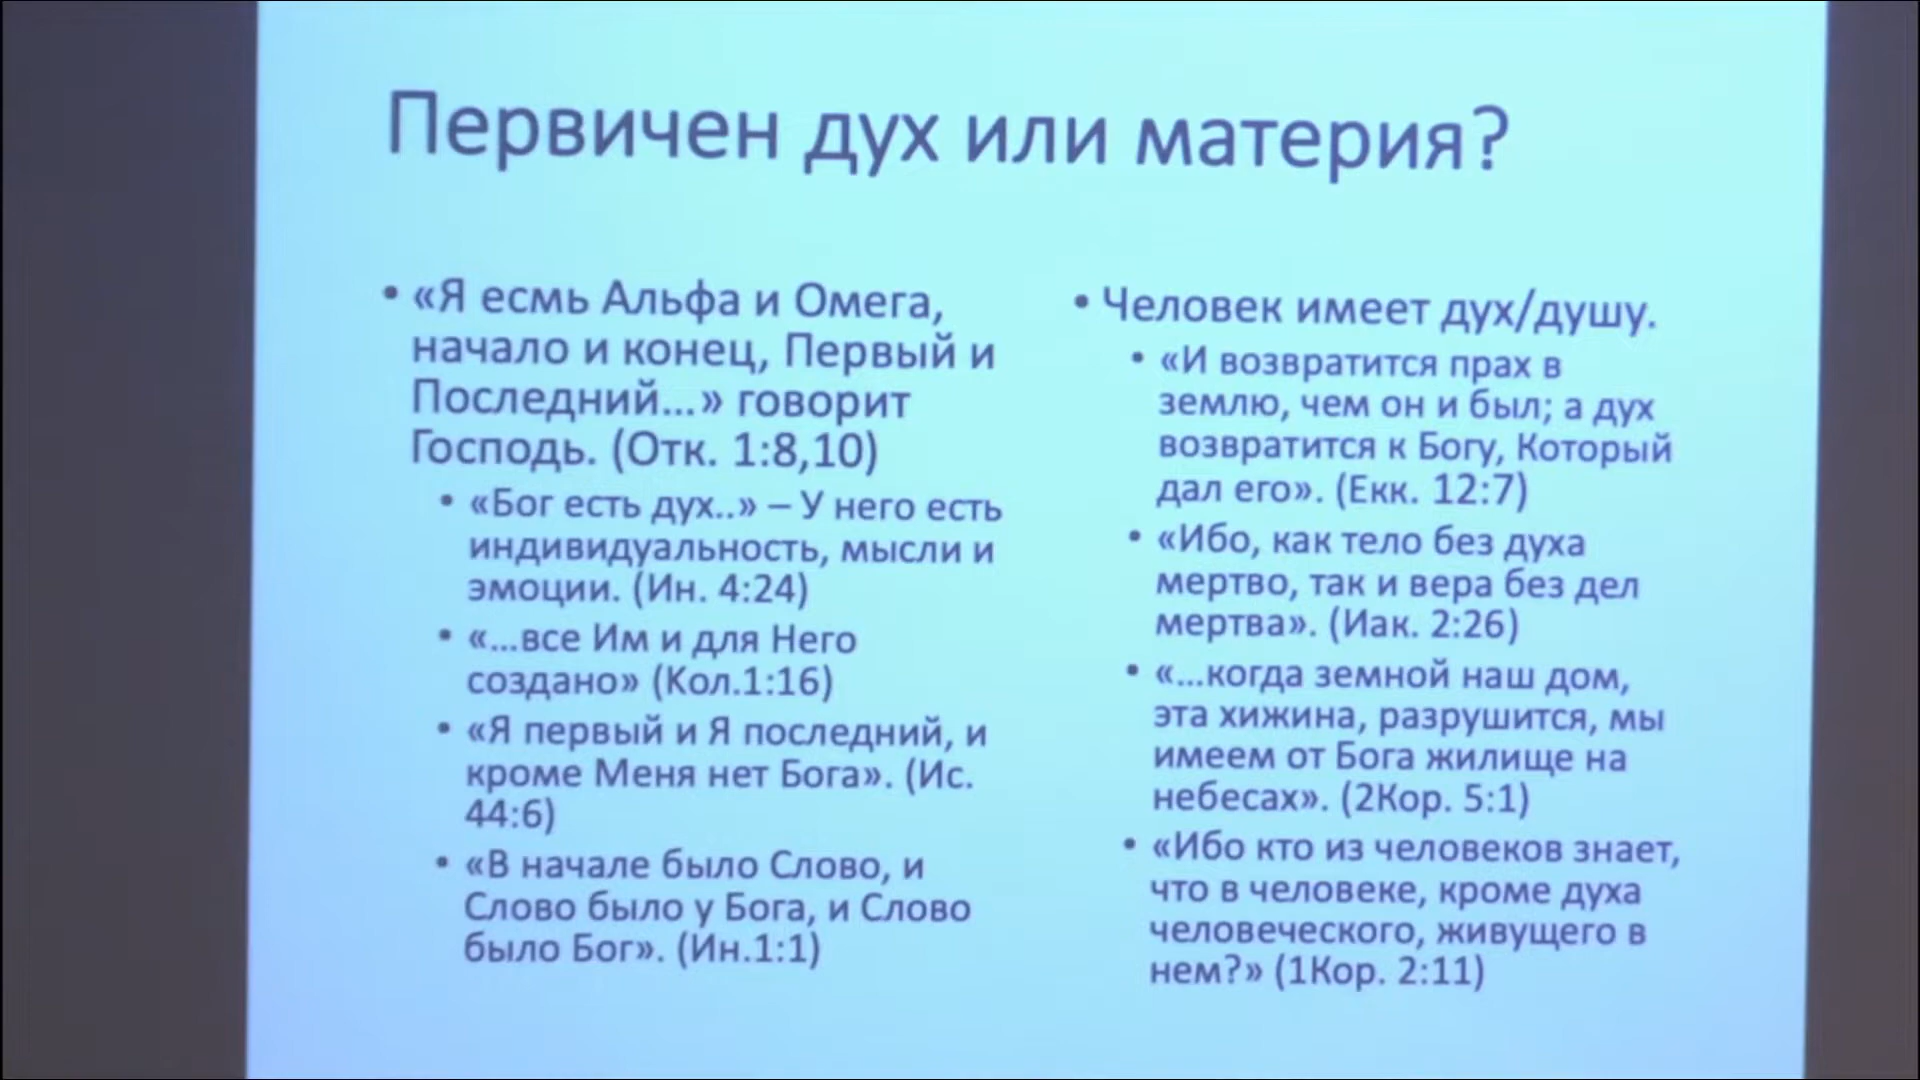 Первичен дух или материя?
• «Я есмь Альфа и Омега,
начало и конец, Первый и
Последний...» говорит
Господь. (Отк. 1:8,10)
• «Бог есть дух..» – У него есть
индивидуальность, мысли и
эмоции. (Ин. 4:24)
• «...все Им и для Него
создано» (Кол.1:16)
• «Я первый и Я последний, и
кроме Меня нет Бога». (Ис.
44:6)
• «В начале было Слово, и
Слово было у Бога, и Слово
было Бог». (Ин.1:1)
• Человек имеет дух/душу.
• «И возвратится прах в
землю, чем он и был; а дух
возвратится к Богу, Который
дал его». (Екк. 12:7)
• «Ибо, как тело без духа
мертво, так и вера без дел
мертва». (Иак. 2:26)
• «...когда земной наш дом,
эта хижина, разрушится, мы
имеем от Бога жилище на
небесах». (2Кор. 5:1)
• «Ибо кто из человеков знает,
что в человеке, кроме духа
человеческого, живущего в
нем?» (1Кор. 2:11)